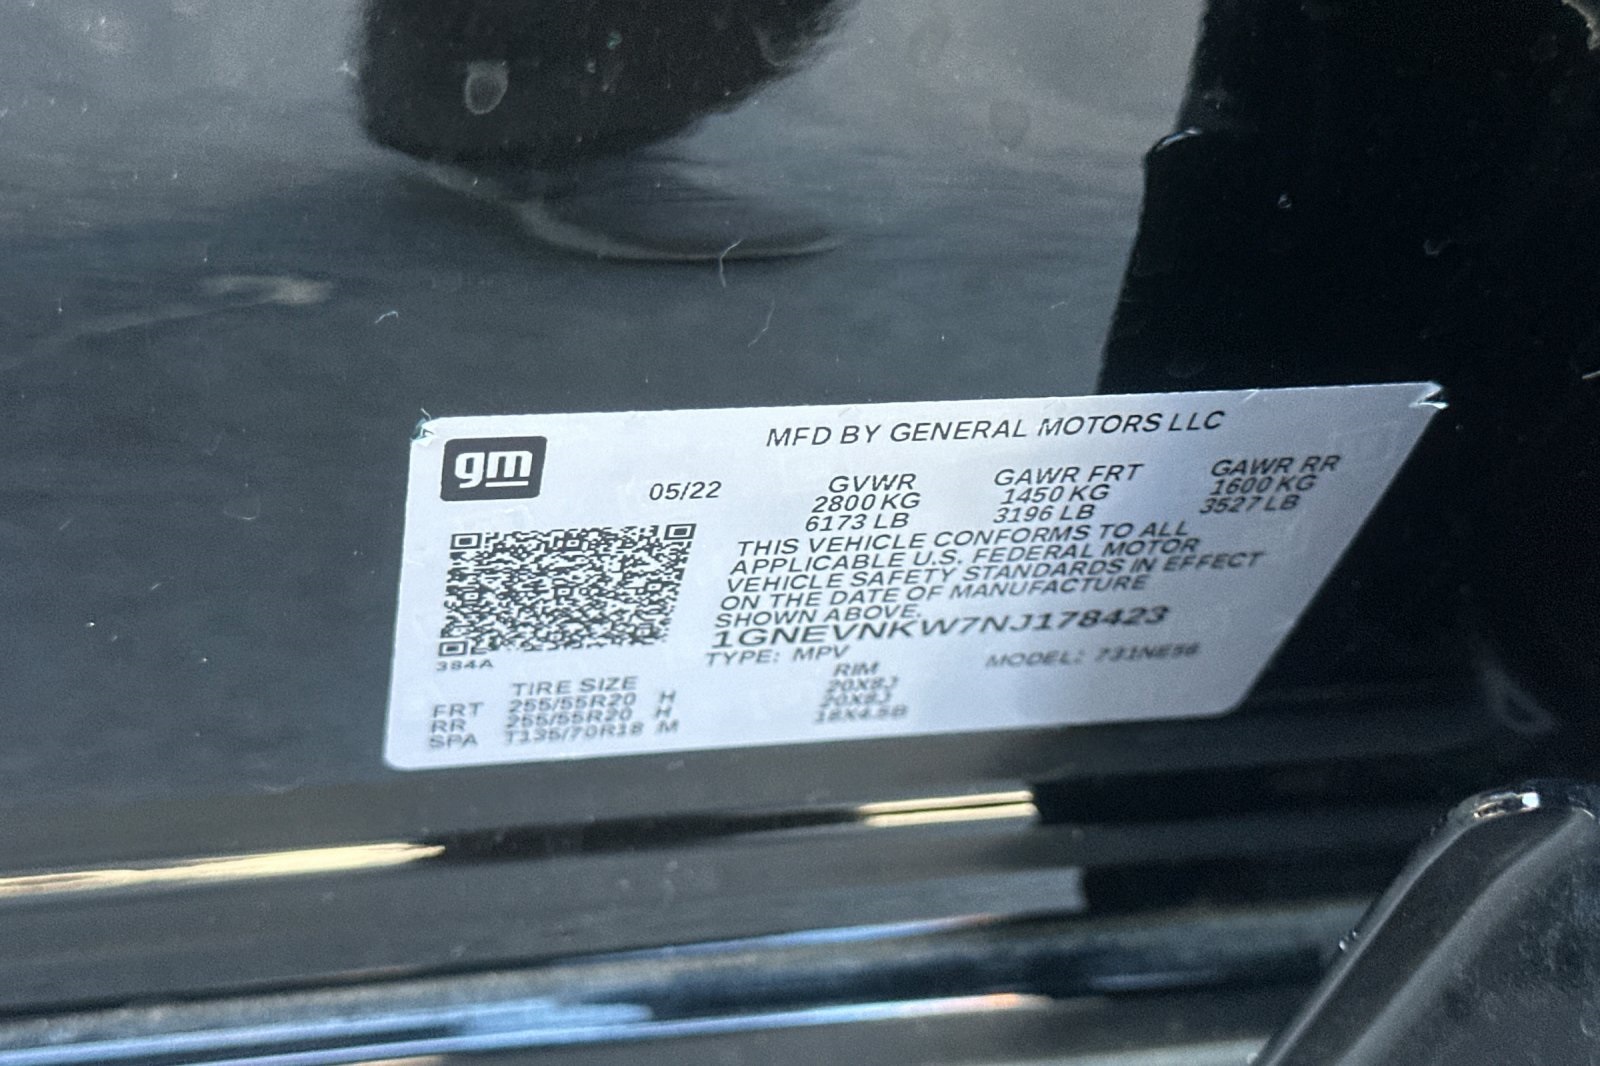 gm
MFD BY GENERAL MOTORS LLC
05/22
GVWR GAWR FRT GAWR RR
2800 KG 1450 KG 1600 KG
6173 LB 3196 LB 3527 LB
THIS VEHICLE CONFORMS TO ALL
APPLICABLE U.S. FEDERAL MOTOR
VEHICLE SAFETY STANDARDS IN EFFECT
ON THE DATE OF MANUFACTURE
SHOWN ABOVE.
1GNEVNKW7NJ178423
384A TYPE: MPV MODEL: 731NE56
TIRE SIZE RIM
FRT 255/55R20 H 20X8J
RR 255/55R20 H 20X8J
SPA T135/70R18 M 18X4.5B